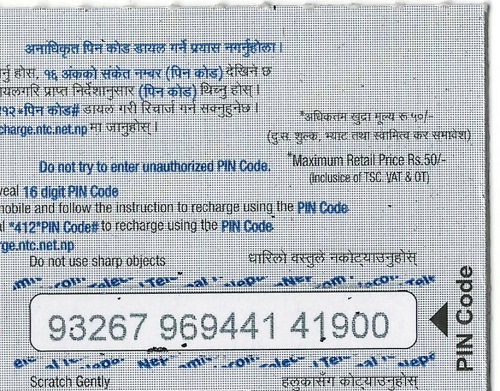 अनाधिकृत पिन कोड डायल गर्ने प्रयास नगर्नुहोला ।
र्नु होस, १६ अंकको संकेत नम्बर (पिन कोड) देखिने छ
ायलगरि प्राप्त निर्देशानुसार (पिन कोड) थिच्नु होस् ।
१२*पिन कोड# डायल गरी रिचार्ज गर्न सक्नुहुनेछ ।
charge.ntc.net.np मा जानुहोस् ।
*अधिकतम खुद्रा मूल्य रू ५०/-
(दु.स. शुल्क, भ्याट तथा स्वामित्व कर समावेश)
Do not try to enter unauthorized PIN Code.
*Maximum Retail Price Rs.50/-
(Inclusice of TSC. VAT & OT)
veal 16 digit PIN Code
mobile and follow the instruction to recharge using the PIN Code
l *412*PIN Code# to recharge using the PIN Code
rge.ntc.net.np
Do not use sharp objects
धारिलो वस्तुले नकोट्याउनुहोस्
93267 969441 41900
PIN Code
Scratch Gently
हलुकासँग कोट्याउनुहोस्